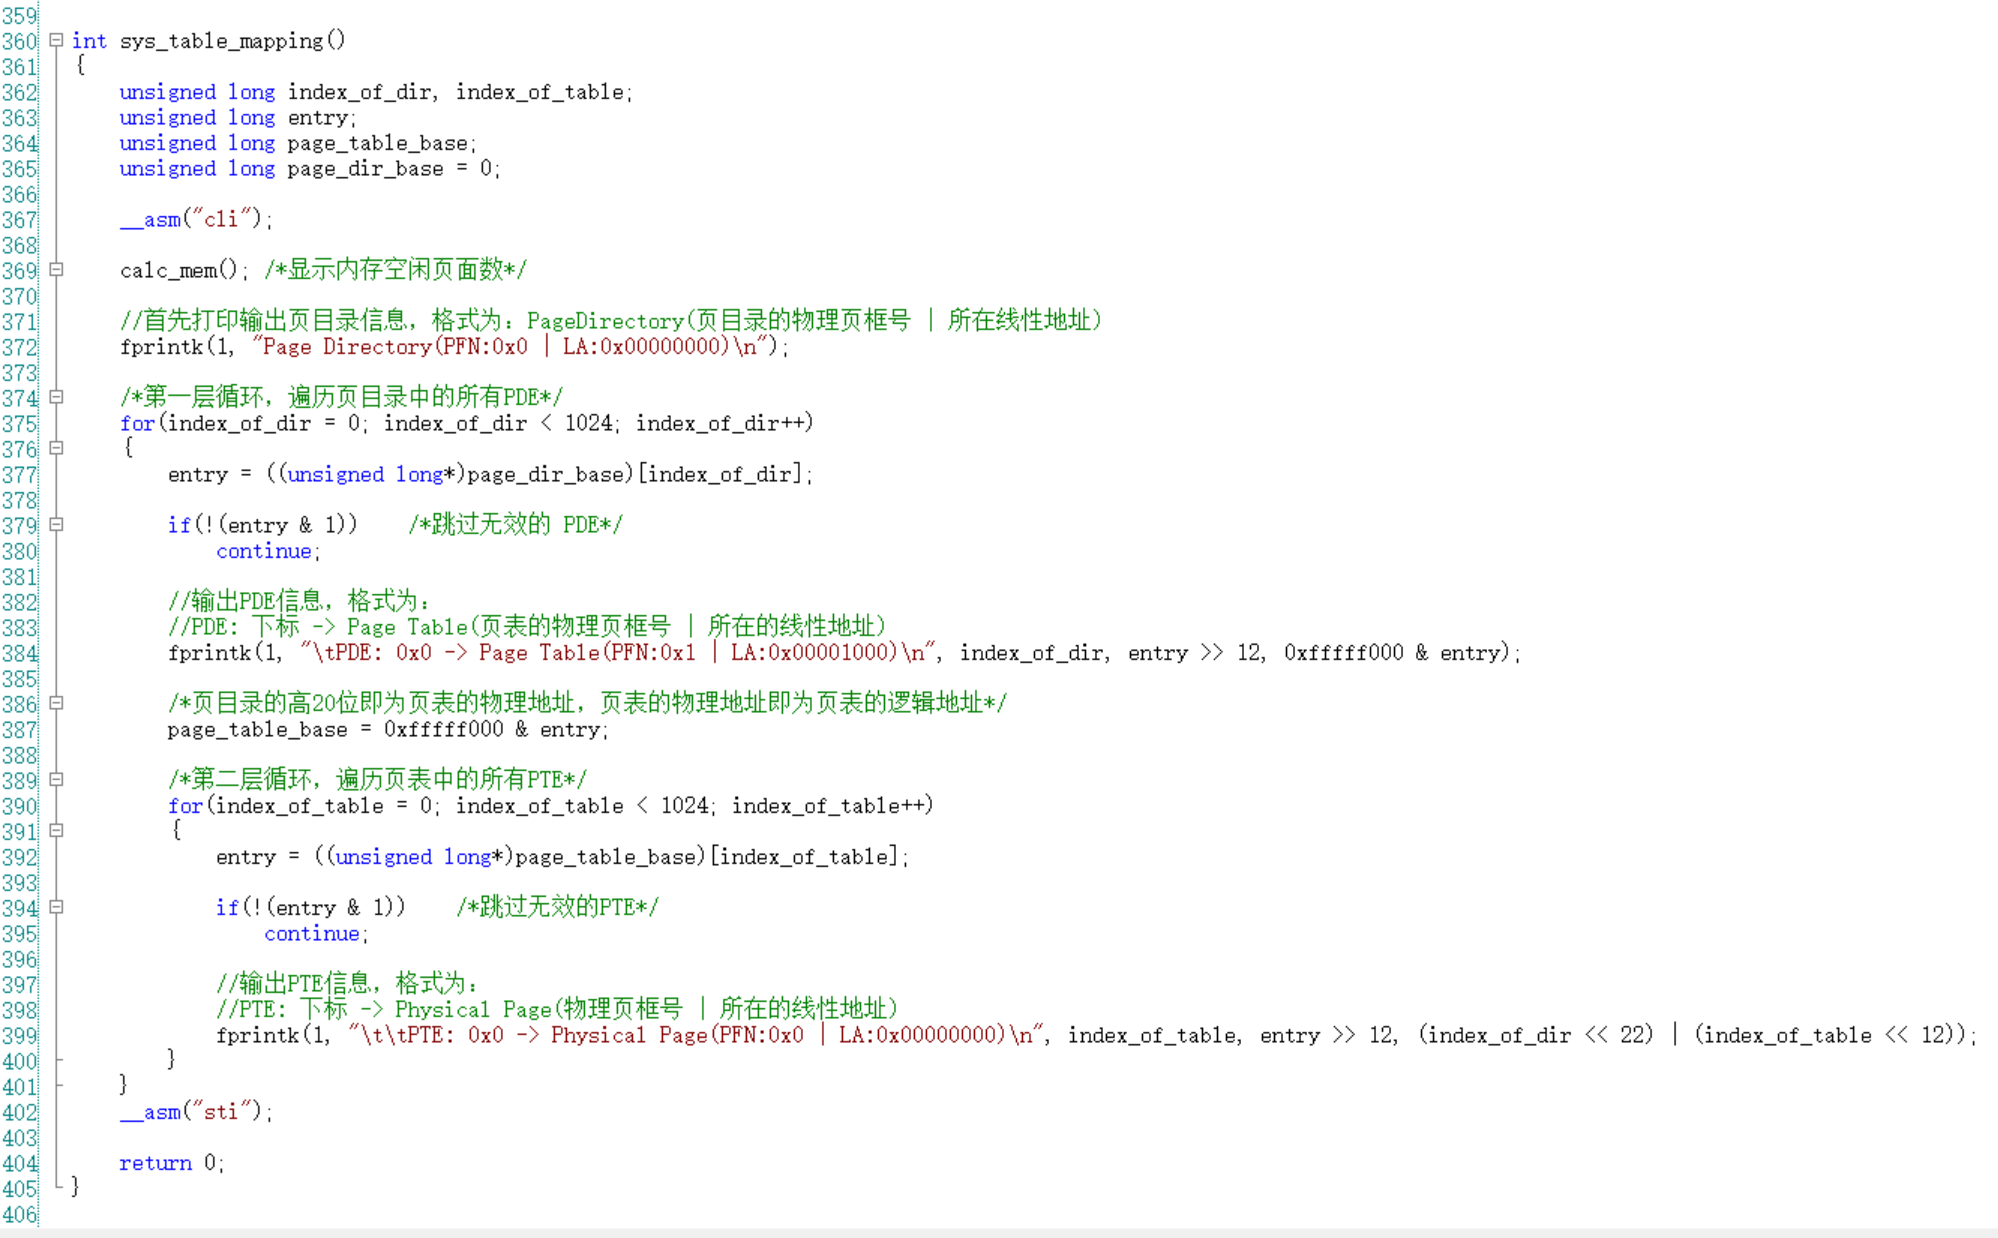 359
360 int sys_table_mapping()
361 {
362     unsigned long index_of_dir, index_of_table;
363     unsigned long entry;
364     unsigned long page_table_base;
365     unsigned long page_dir_base = 0;
366
367     __asm("cli");
368
369     calc_mem(); /*显示内存空闲页面数*/
370
371     //首先打印输出页目录信息，格式为：PageDirectory(页目录的物理页框号 | 所在线性地址)
372     fprintk(1, "Page Directory(PFN:0x0 | LA:0x00000000)\n");
373
374     /*第一层循环，遍历页目录中的所有PDE*/
375     for(index_of_dir = 0; index_of_dir < 1024; index_of_dir++)
376     {
377         entry = ((unsigned long*)page_dir_base)[index_of_dir];
378
379         if(!(entry & 1))    /*跳过无效的 PDE*/
380             continue;
381
382         //输出PDE信息，格式为：
383         //PDE: 下标 -> Page Table(页表的物理页框号 | 所在的线性地址)
384         fprintk(1, "\tPDE: 0x0 -> Page Table(PFN:0x1 | LA:0x00001000)\n", index_of_dir, entry >> 12, 0xfffff000 & entry);
385
386         /*页目录的高20位即为页表的物理地址，页表的物理地址即为页表的逻辑地址*/
387         page_table_base = 0xfffff000 & entry;
388
389         /*第二层循环，遍历页表中的所有PTE*/
390         for(index_of_table = 0; index_of_table < 1024; index_of_table++)
391         {
392             entry = ((unsigned long*)page_table_base)[index_of_table];
393
394             if(!(entry & 1))    /*跳过无效的PTE*/
395                 continue;
396
397             //输出PTE信息，格式为：
398             //PTE: 下标 -> Physical Page(物理页框号 | 所在的线性地址)
399             fprintk(1, "\t\tPTE: 0x0 -> Physical Page(PFN:0x0 | LA:0x00000000)\n", index_of_table, entry >> 12, (index_of_dir << 22) | (index_of_table << 12));
400         }
401     }
402     __asm("sti");
403
404     return 0;
405 }
406